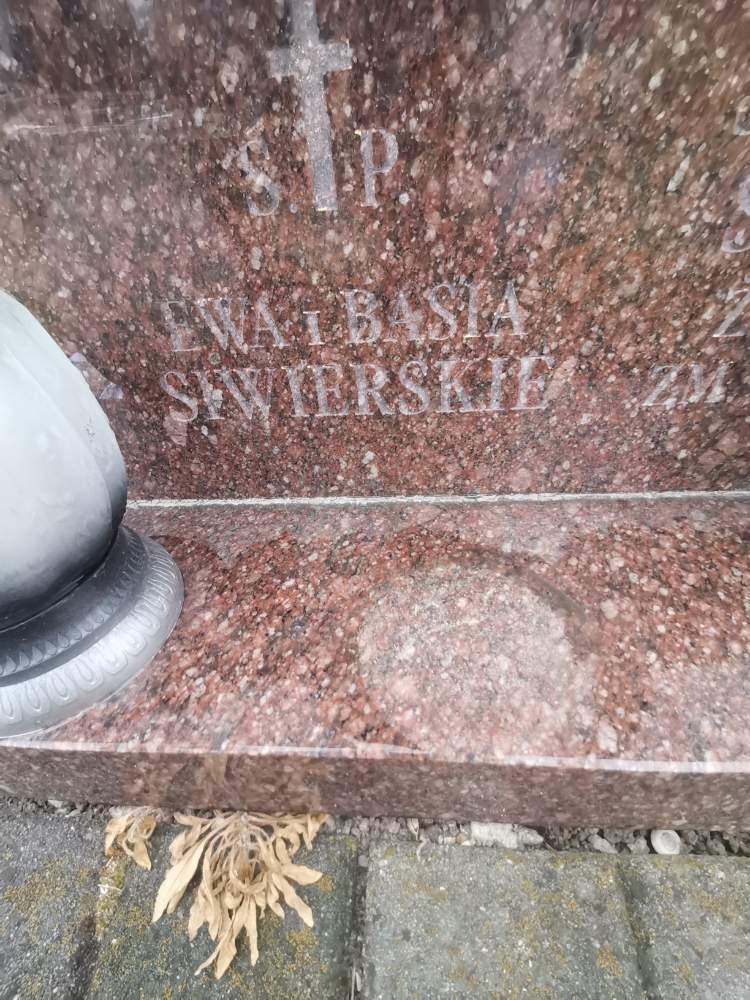 Ś. P.
EWA i BASIA
SIWIERSKIE
ZM